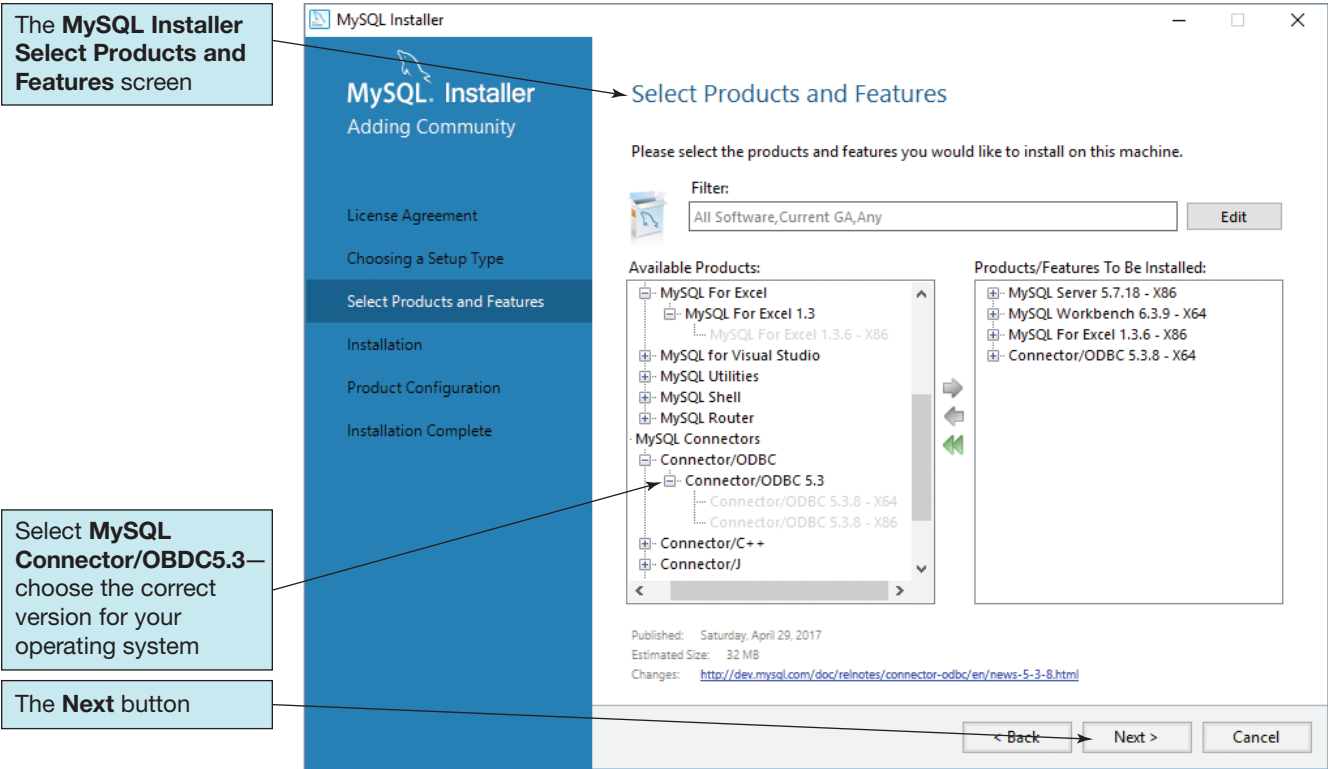 The MySQL Installer
Select Products and
Features screen
Select MySQL
Connector/OBDC5.3—
choose the correct
version for your
operating system
The Next button
MySQL Installer
MySQL. Installer
Adding Community
License Agreement
Choosing a Setup Type
Select Products and Features
Installation
Product Configuration
Installation Complete
Select Products and Features
Please select the products and features you would like to install on this machine.
Filter:
All Software,Current GA,Any
Edit
Available Products:
MySQL For Excel
MySQL For Excel 1.3
MySQL For Excel 1.3.6 - X86
MySQL for Visual Studio
MySQL Utilities
MySQL Shell
MySQL Router
MySQL Connectors
Connector/ODBC
Connector/ODBC 5.3
Connector/ODBC 5.3.8 - X64
Connector/ODBC 5.3.8 - X86
Connector/C++
Connector/J
Products/Features To Be Installed:
MySQL Server 5.7.18 - X86
MySQL Workbench 6.3.9 - X64
MySQL For Excel 1.3.6 - X86
Connector/ODBC 5.3.8 - X64
Published: Saturday, April 29, 2017
Estimated Size: 32 MB
Changes: http://dev.mysql.com/doc/relnotes/connector-odbc/en/news-5-3-8.html
< Back
Next >
Cancel